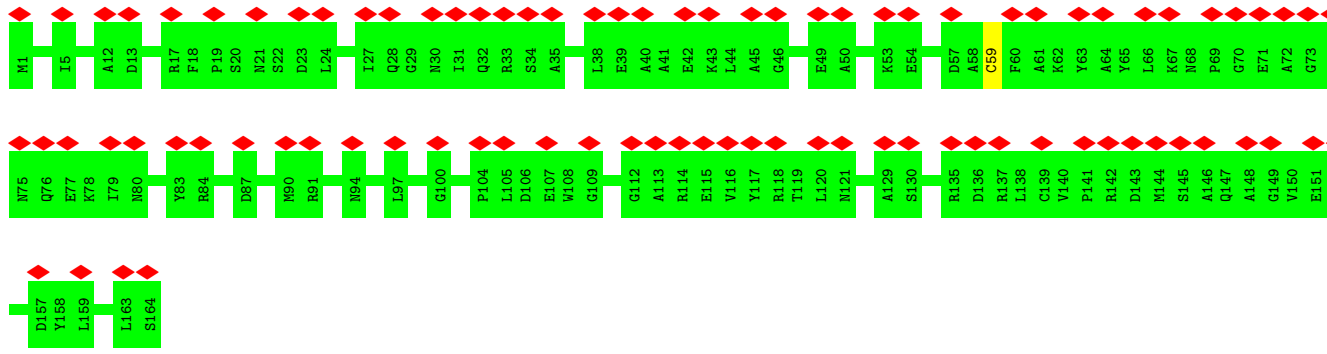 M1 I5 A12 D13 R17 F18 P19 S20 N21 S22 D23 L24 I27 Q28 G29 N30 I31 Q32 R33 S34 A35 L38 E39 A40 A41 E42 K43 L44 A45 G46 E49 A50 K53 E54 D57 A58 C59 F60 A61 K62 Y63 A64 Y65 L66 K67 N68 P69 G70 E71 A72 G73
N75 Q76 E77 K78 I79 N80 Y83 R84 D87 M90 R91 N94 L97 G100 P104 L105 D106 E107 W108 G109 G112 A113 R114 E115 V116 Y117 R118 T119 L120 N121 A129 S130 R135 D136 R137 L138 C139 V140 P141 R142 D143 M144 S145 A146 Q147 A148 G149 V150 E151
D157 Y158 L159 L163 S164